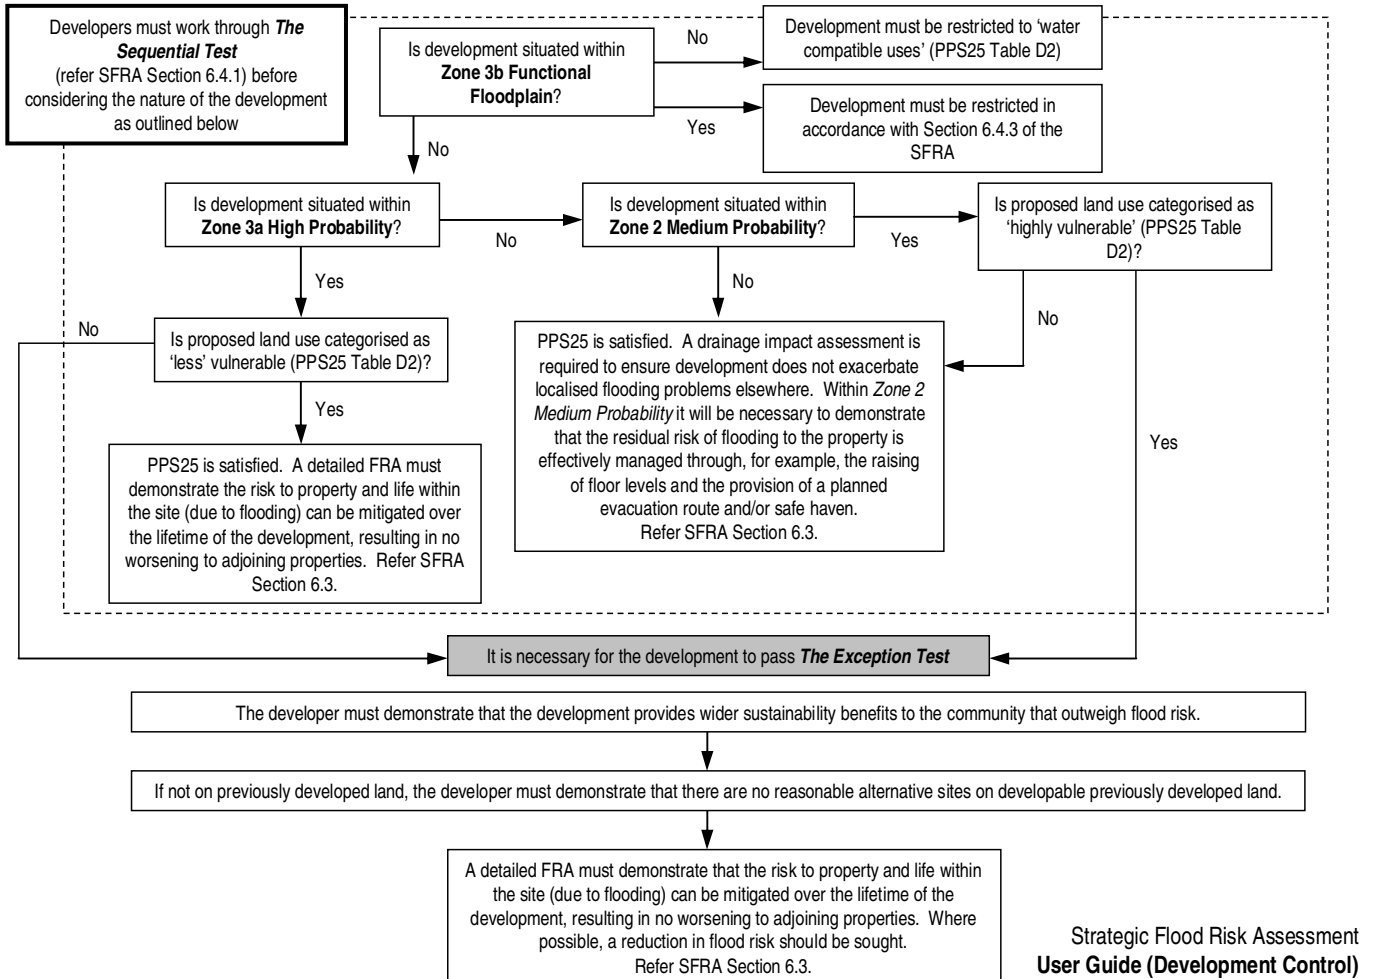 Developers must work through The
Sequential Test
(refer SFRA Section 6.4.1) before
considering the nature of the development
as outlined below
Is development situated within
Zone 3b Functional
Floodplain?
No
Development must be restricted to ‘water
compatible uses’ (PPS25 Table D2)
Yes
Development must be restricted in
accordance with Section 6.4.3 of the
SFRA
No
Is development situated within
Zone 3a High Probability?
No
Is development situated within
Zone 2 Medium Probability?
Yes
Is proposed land use categorised as
‘highly vulnerable’ (PPS25 Table
D2)?
Yes
No
No
Yes
No
Is proposed land use categorised as
‘less’ vulnerable (PPS25 Table D2)?
Yes
PPS25 is satisfied. A detailed FRA must
demonstrate the risk to property and life within
the site (due to flooding) can be mitigated over
the lifetime of the development, resulting in no
worsening to adjoining properties. Refer SFRA
Section 6.3.
PPS25 is satisfied. A drainage impact assessment is
required to ensure development does not exacerbate
localised flooding problems elsewhere. Within Zone 2
Medium Probability it will be necessary to demonstrate
that the residual risk of flooding to the property is
effectively managed through, for example, the raising
of floor levels and the provision of a planned
evacuation route and/or safe haven.
Refer SFRA Section 6.3.
It is necessary for the development to pass The Exception Test
The developer must demonstrate that the development provides wider sustainability benefits to the community that outweigh flood risk.
If not on previously developed land, the developer must demonstrate that there are no reasonable alternative sites on developable previously developed land.
A detailed FRA must demonstrate that the risk to property and life within
the site (due to flooding) can be mitigated over the lifetime of the
development, resulting in no worsening to adjoining properties. Where
possible, a reduction in flood risk should be sought.
Refer SFRA Section 6.3.
Strategic Flood Risk Assessment
User Guide (Development Control)